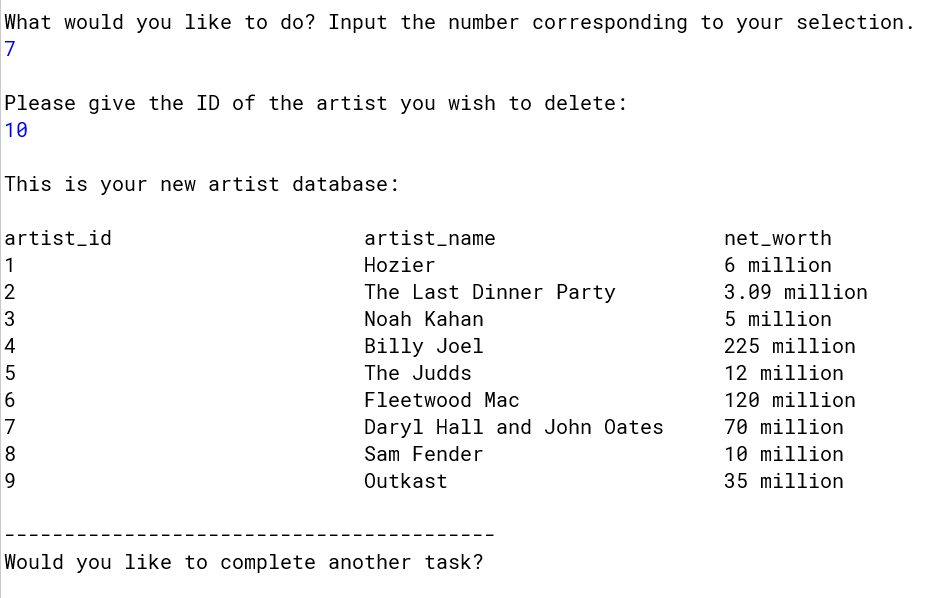 What would you like to do? Input the number corresponding to your selection.
7
Please give the ID of the artist you wish to delete:
10
This is your new artist database:
artist_id artist_name net_worth
1 Hozier 6 million
2 The Last Dinner Party 3.09 million
3 Noah Kahan 5 million
4 Billy Joel 225 million
5 The Judds 12 million
6 Fleetwood Mac 120 million
7 Daryl Hall and John Oates 70 million
8 Sam Fender 10 million
9 Outkast 35 million
-----------------------------------------
Would you like to complete another task?